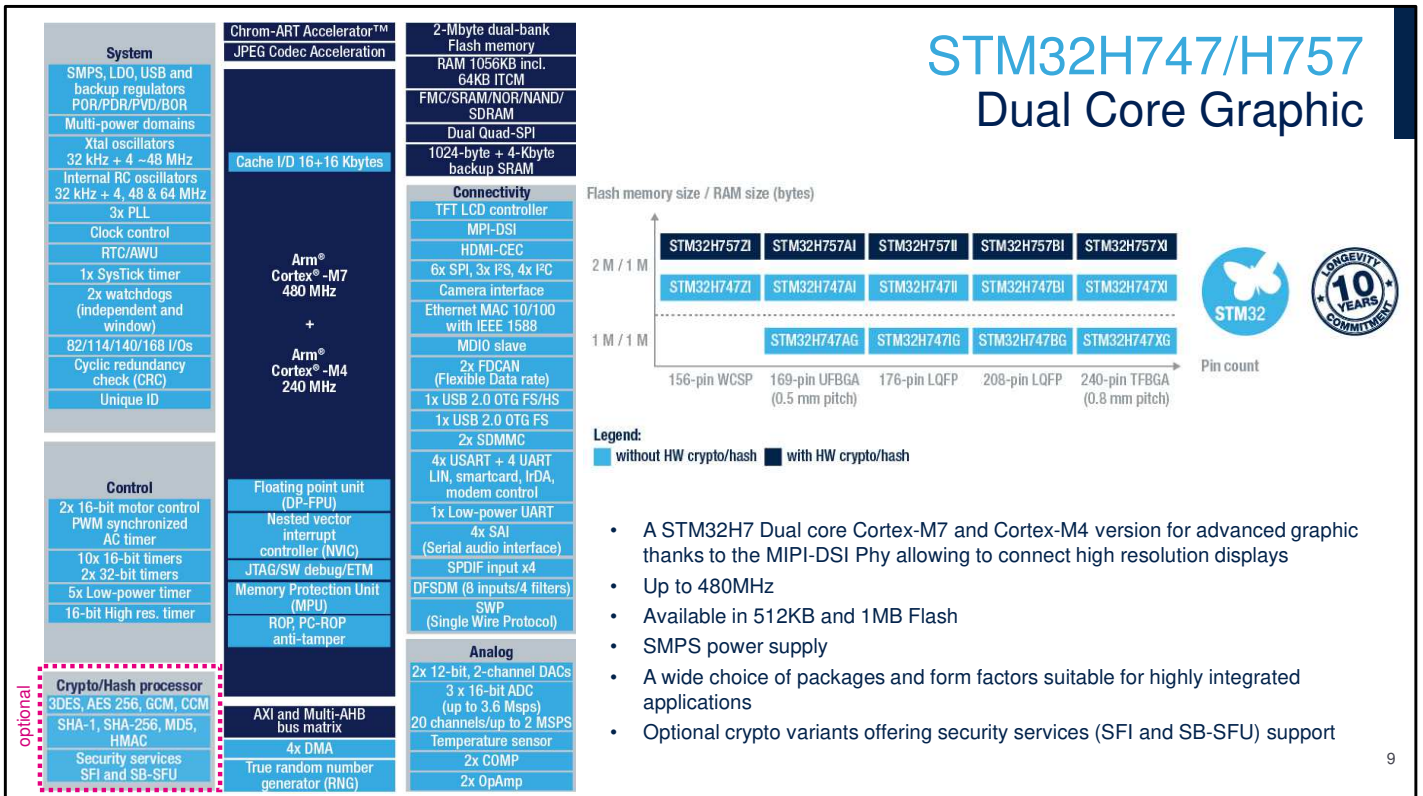 STM32H747/H757
Dual Core Graphic
System
SMPS, LDO, USB and
backup regulators
POR/PDR/PVD/BOR
Multi-power domains
Xtal oscillators
32 kHz + 4 ~48 MHz
Internal RC oscillators
32 kHz + 4, 48 & 64 MHz
3x PLL
Clock control
RTC/AWU
1x SysTick timer
2x watchdogs
(independent and
window)
82/114/140/168 I/Os
Cyclic redundancy
check (CRC)
Unique ID
Control
2x 16-bit motor control
PWM synchronized
AC timer
10x 16-bit timers
2x 32-bit timers
5x Low-power timer
16-bit High res. timer
optional
Crypto/Hash processor
3DES, AES 256, GCM, CCM
SHA-1, SHA-256, MD5,
HMAC
Security services
SFI and SB-SFU
Chrom-ART Accelerator™
JPEG Codec Acceleration
Cache I/D 16+16 Kbytes
Arm®
Cortex® -M7
480 MHz
+
Arm®
Cortex® -M4
240 MHz
Floating point unit
(DP-FPU)
Nested vector
interrupt
controller (NVIC)
JTAG/SW debug/ETM
Memory Protection Unit
(MPU)
ROP, PC-ROP
anti-tamper
AXI and Multi-AHB
bus matrix
4x DMA
True random number
generator (RNG)
2-Mbyte dual-bank
Flash memory
RAM 1056KB incl.
64KB ITCM
FMC/SRAM/NOR/NAND/
SDRAM
Dual Quad-SPI
1024-byte + 4-Kbyte
backup SRAM
Connectivity
TFT LCD controller
MPI-DSI
HDMI-CEC
6x SPI, 3x I²S, 4x I²C
Camera interface
Ethernet MAC 10/100
with IEEE 1588
MDIO slave
2x FDCAN
(Flexible Data rate)
1x USB 2.0 OTG FS/HS
1x USB 2.0 OTG FS
2x SDMMC
4x USART + 4 UART
LIN, smartcard, IrDA,
modem control
1x Low-power UART
4x SAI
(Serial audio interface)
SPDIF input x4
DFSDM (8 inputs/4 filters)
SWP
(Single Wire Protocol)
Analog
2x 12-bit, 2-channel DACs
3 x 16-bit ADC
(up to 3.6 Msps)
20 channels/up to 2 MSPS
Temperature sensor
2x COMP
2x OpAmp
Flash memory size / RAM size (bytes)
2 M / 1 M
STM32H757ZI STM32H757AI STM32H757II STM32H757BI STM32H757XI
STM32H747ZI STM32H747AI STM32H747II STM32H747BI STM32H747XI
1 M / 1 M
STM32H747AG STM32H747IG STM32H747BG STM32H747XG
Pin count
156-pin WCSP 169-pin UFBGA 176-pin LQFP 208-pin LQFP 240-pin TFBGA
(0.5 mm pitch) (0.8 mm pitch)
STM32
LONGEVITY
10
YEARS
COMMITMENT
Legend:
without HW crypto/hash with HW crypto/hash
• A STM32H7 Dual core Cortex-M7 and Cortex-M4 version for advanced graphic
thanks to the MIPI-DSI Phy allowing to connect high resolution displays
• Up to 480MHz
• Available in 512KB and 1MB Flash
• SMPS power supply
• A wide choice of packages and form factors suitable for highly integrated
applications
• Optional crypto variants offering security services (SFI and SB-SFU) support
9